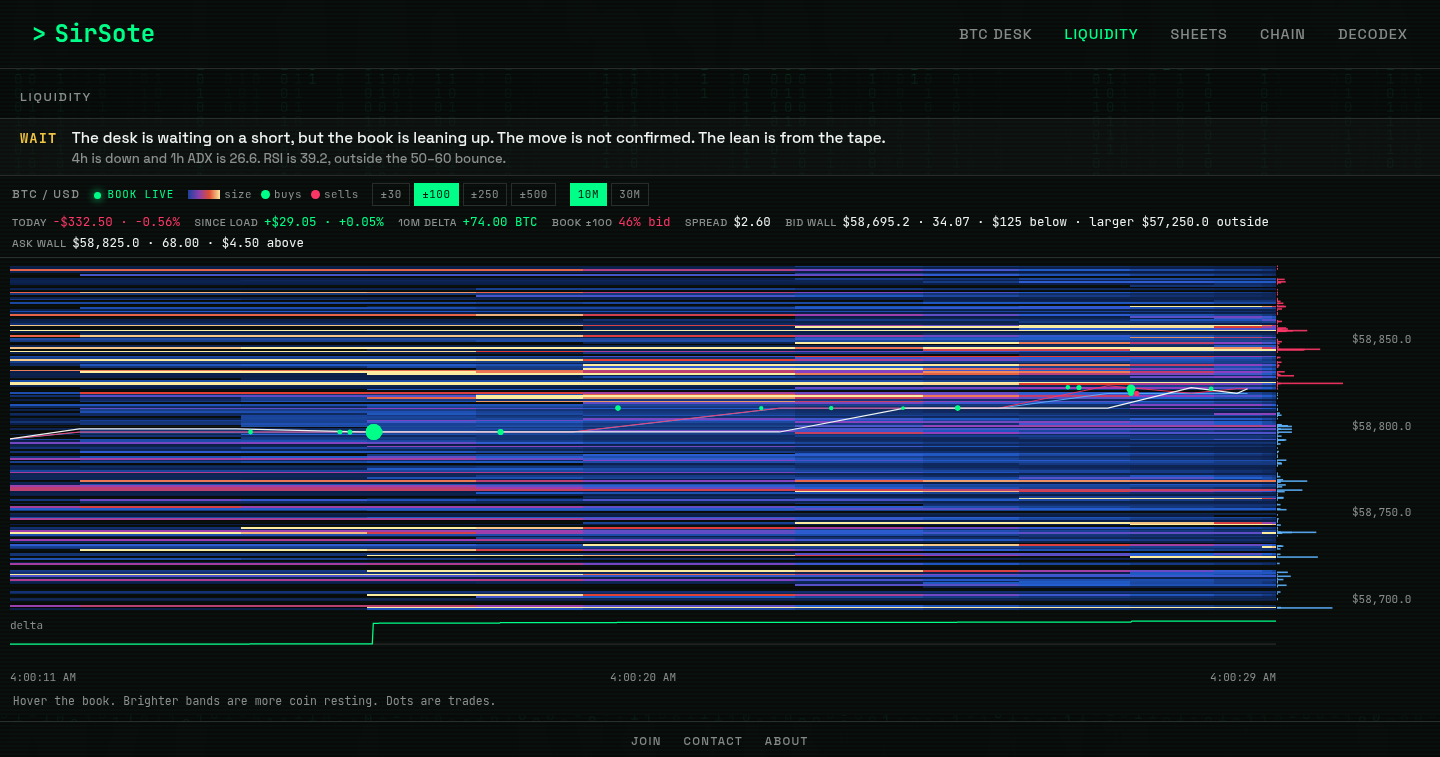 > SirSote
BTC DESK LIQUIDITY SHEETS CHAIN DECODEX
LIQUIDITY
WAIT The desk is waiting on a short, but the book is leaning up. The move is not confirmed. The lean is from the tape.
4h is down and 1h ADX is 26.6. RSI is 39.2, outside the 50–60 bounce.
BTC / USD BOOK LIVE size buys sells ±30 ±100 ±250 ±500 10M 30M
TODAY -$332.50 · -0.56% SINCE LOAD +$29.05 · +0.05% 10M DELTA +74.00 BTC BOOK ±100 46% bid SPREAD $2.60 BID WALL $58,695.2 · 34.07 · $125 below · larger $57,250.0 outside
ASK WALL $58,825.0 · 68.00 · $4.50 above
$58,850.0
$58,800.0
$58,750.0
$58,700.0
delta
4:00:11 AM 4:00:20 AM 4:00:29 AM
Hover the book. Brighter bands are more coin resting. Dots are trades.
JOIN CONTACT ABOUT